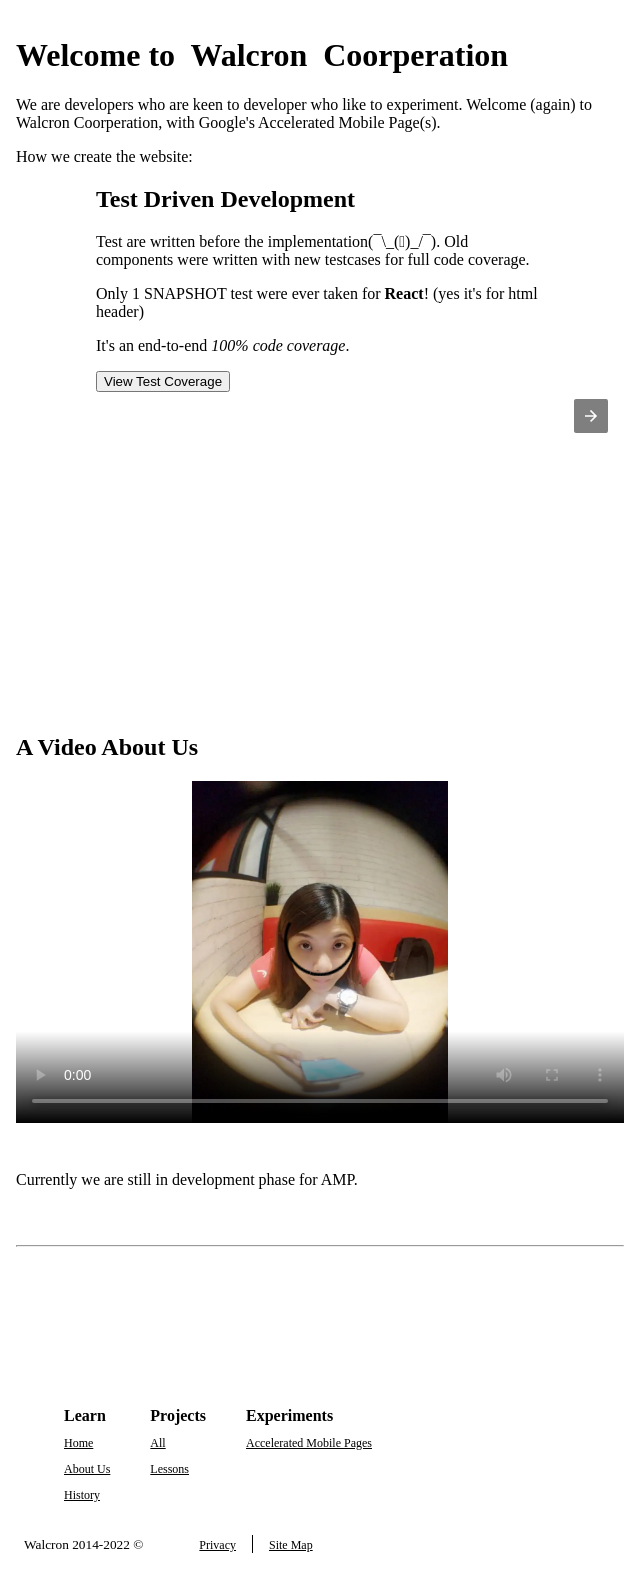 Welcome to Walcron Coorperation
We are developers who are keen to developer who like to experiment. Welcome (again) to
Walcron Coorperation, with Google's Accelerated Mobile Page(s).
How we create the website:
Test Driven Development
Test are written before the implementation(¯\_(▯)_/¯). Old
components were written with new testcases for full code coverage.
Only 1 SNAPSHOT test were ever taken for React! (yes it's for html
header)
It's an end-to-end 100% code coverage.
View Test Coverage
A Video About Us
0:00
Currently we are still in development phase for AMP.
Learn Projects Experiments
Home All Accelerated Mobile Pages
About Us Lessons
History
Walcron 2014-2022 © Privacy Site Map